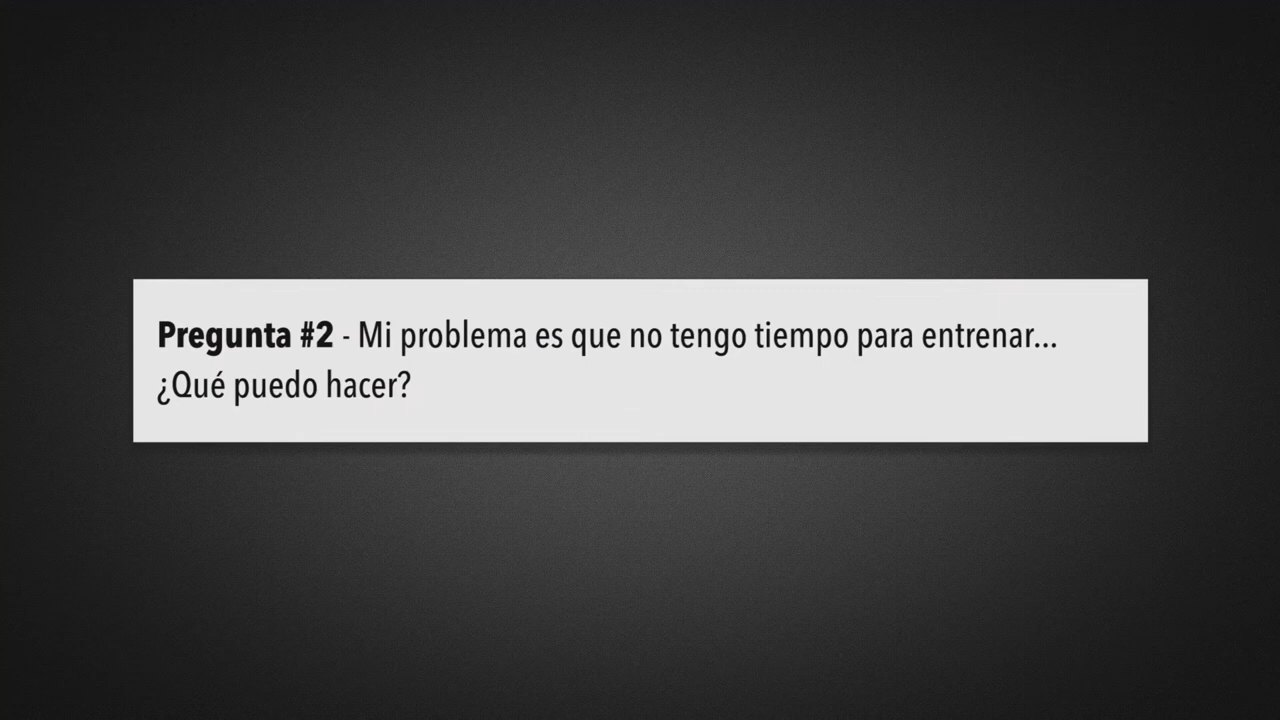 Pregunta #2 - Mi problema es que no tengo tiempo para entrenar...
¿Qué puedo hacer?